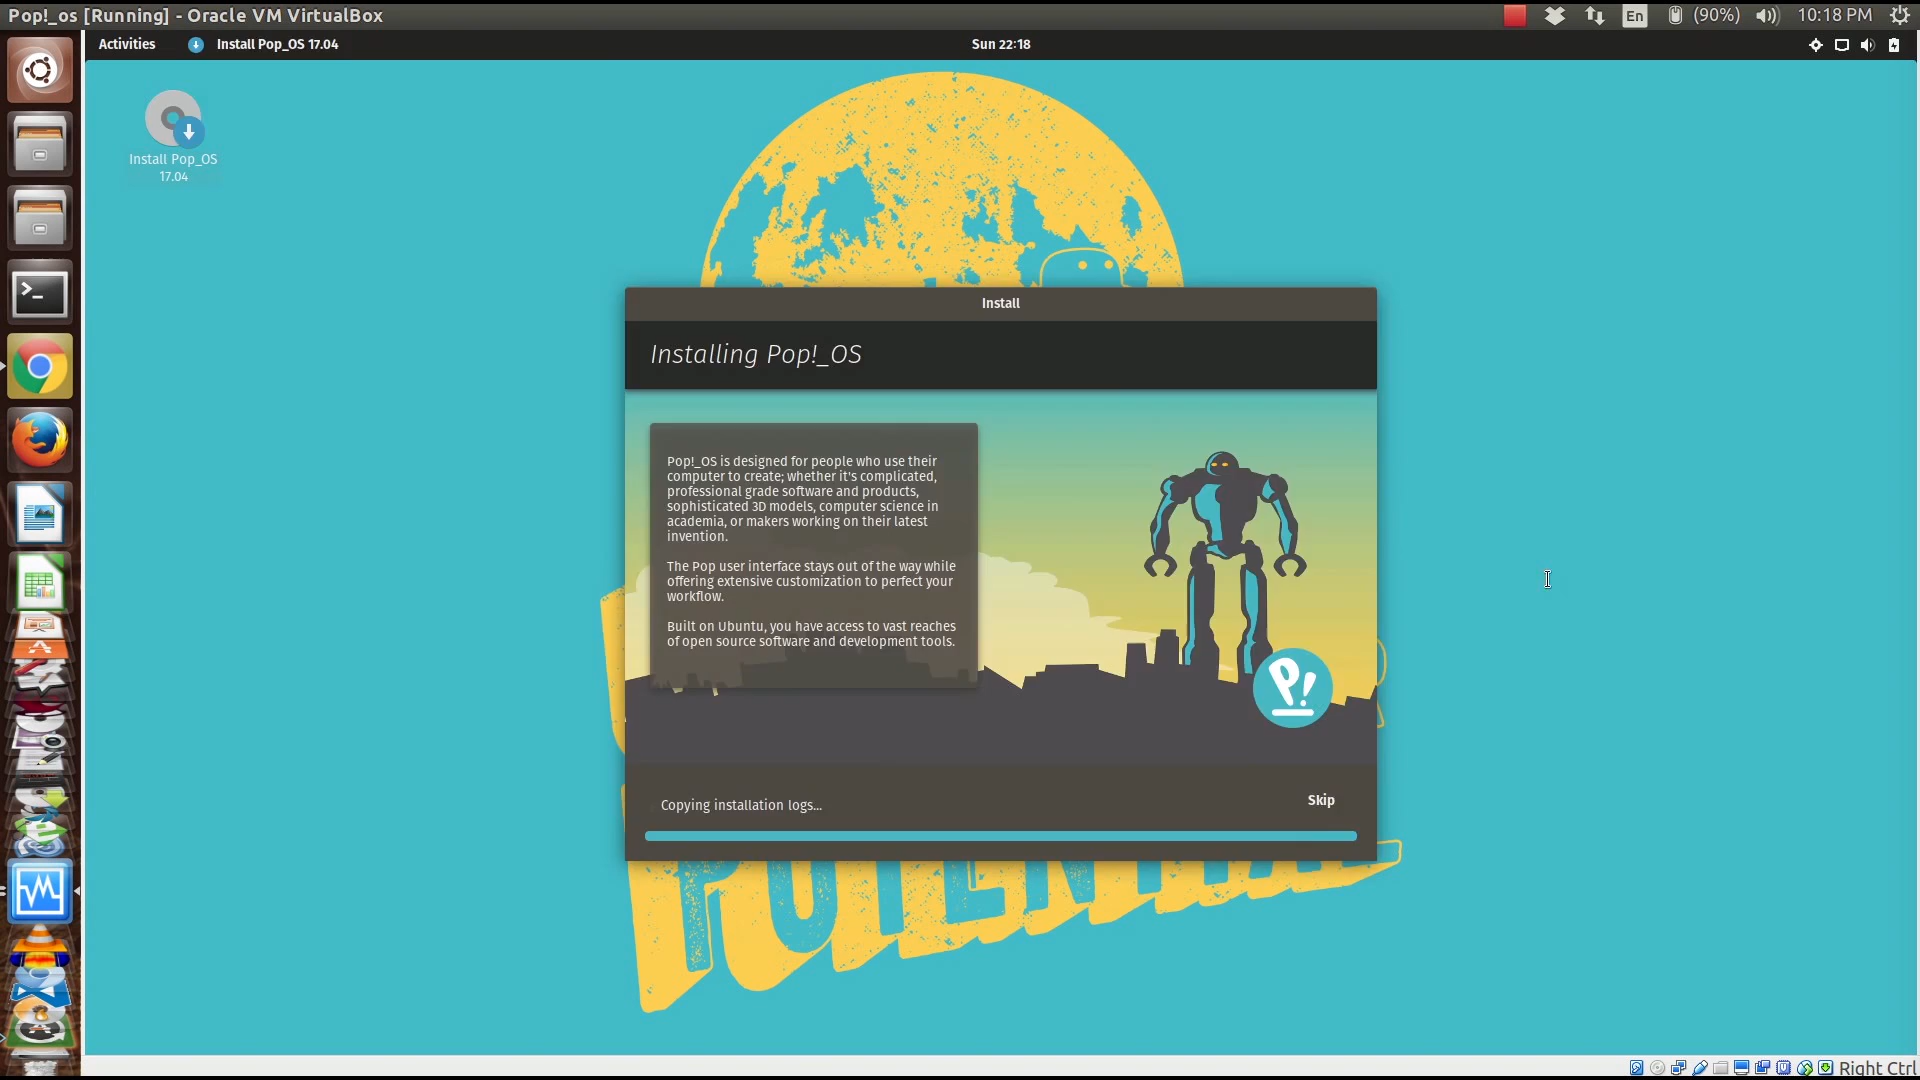 Pop!_os [Running] - Oracle VM VirtualBox
En
(90%)
10:18 PM
Activities
Install Pop_OS 17.04
Sun 22:18
Install Pop_OS
17.04
Install
Installing Pop!_OS
Pop!_OS is designed for people who use their
computer to create; whether it's complicated,
professional grade software and products,
sophisticated 3D models, computer science in
academia, or makers working on their latest
invention.
The Pop user interface stays out of the way while
offering extensive customization to perfect your
workflow.
Built on Ubuntu, you have access to vast reaches
of open source software and development tools.
P!
Copying installation logs...
Skip
Right Ctrl